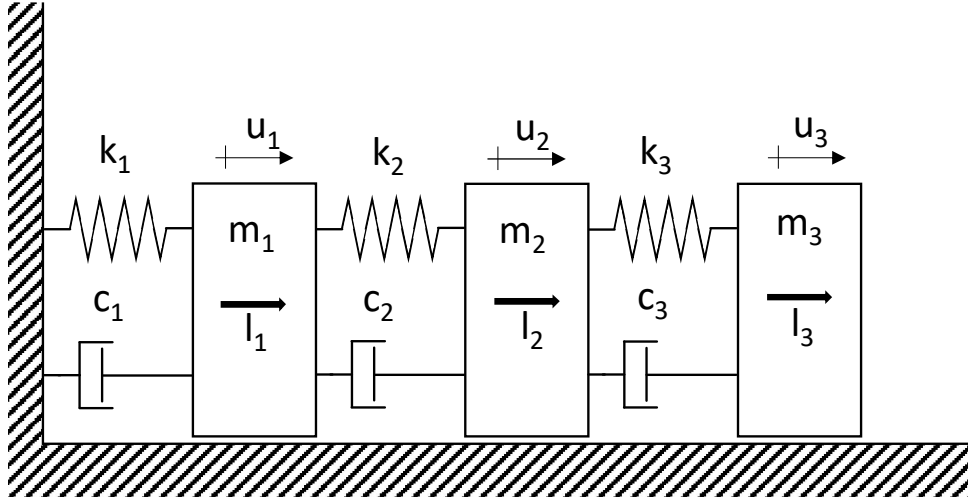 u₁ u₂ u₃
k₁ k₂ k₃
m₁ m₂ m₃
c₁ c₂ c₃
l₁ l₂ l₃